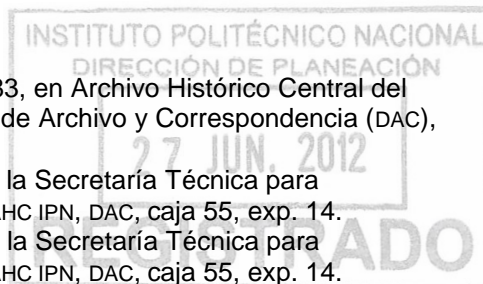 INSTITUTO POLITÉCNICO NACIONAL
DIRECCIÓN DE PLANEACIÓN
33, en Archivo Histórico Central del
de Archivo y Correspondencia (DAC),
27 JUN. 2012
la Secretaría Técnica para
AHC IPN, DAC, caja 55, exp. 14.
la Secretaría Técnica para
REGISTRADO
AHC IPN, DAC, caja 55, exp. 14.